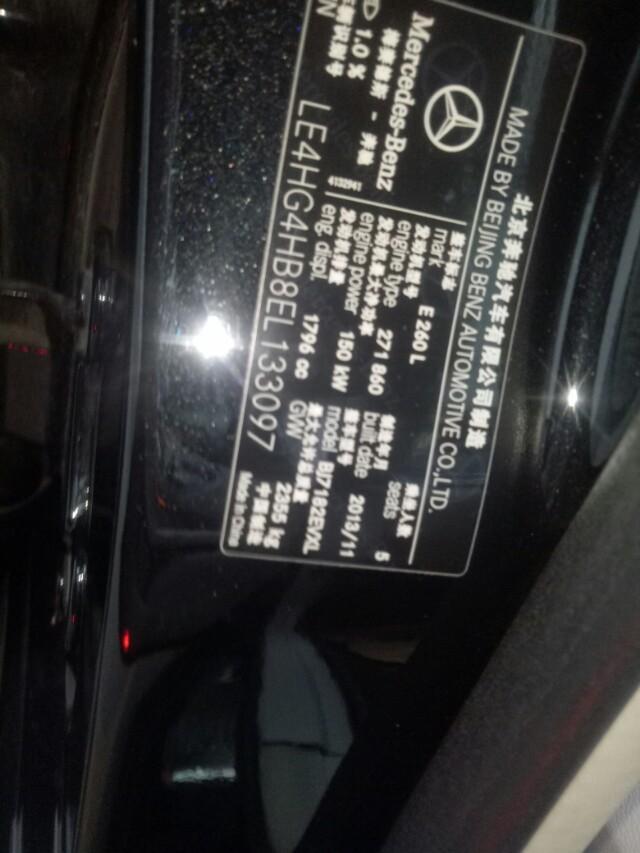 北京奔驰汽车有限公司制造
MADE BY BEIJING BENZ AUTOMOTIVE CO.,LTD.
Mercedes-Benz
梅赛德斯 - 奔驰
4132941
mark
乘坐人数
seats 5
发动机型号 E 260 L
engine type 271 860
制造年月
built date 2013/11
发动机最大净功率
engine power 150 kW
整车型号
model BJ7182EVXL
发动机排量
eng. displ. 1796 cc
最大允许总质量
GVW 2355 kg
1.0 %
车辆识别号
LE4HG4HB8EL133097
中国制造
Made in China